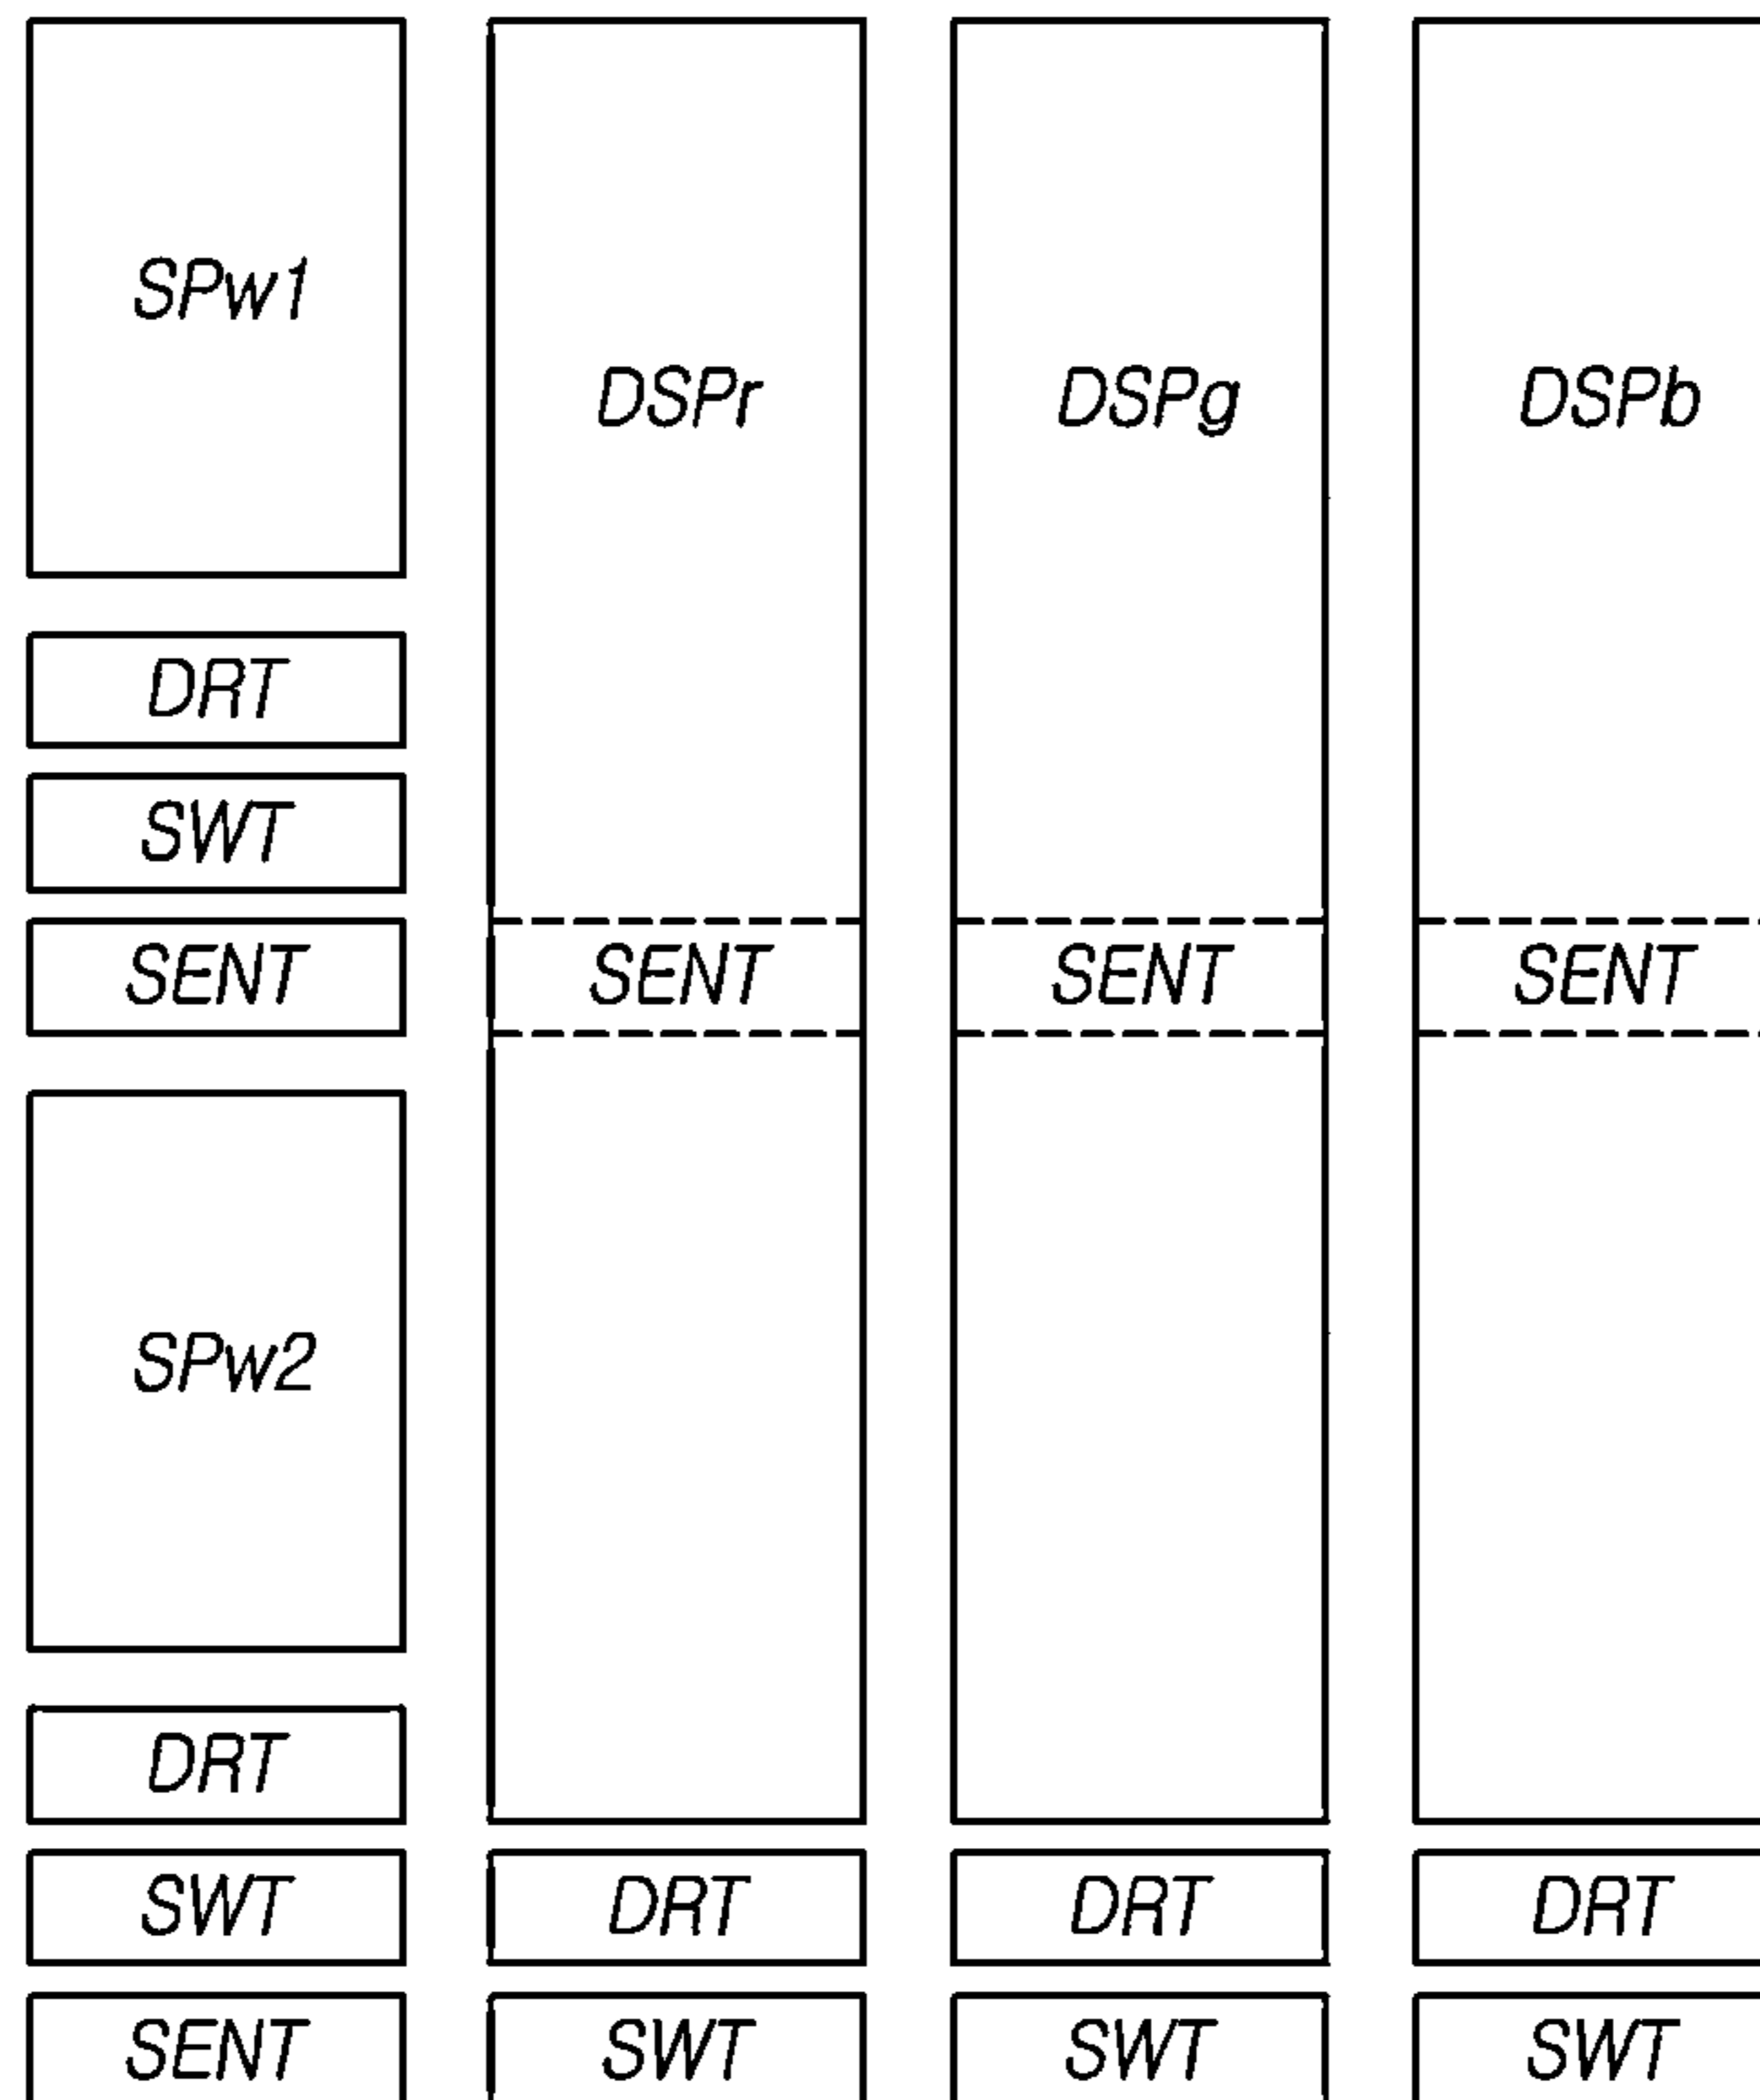 SPw1
DSPr DSPg DSPb
DRT
SWT
SENT SENT SENT SENT
SPw2
DRT
SWT DRT DRT DRT
SENT SWT SWT SWT